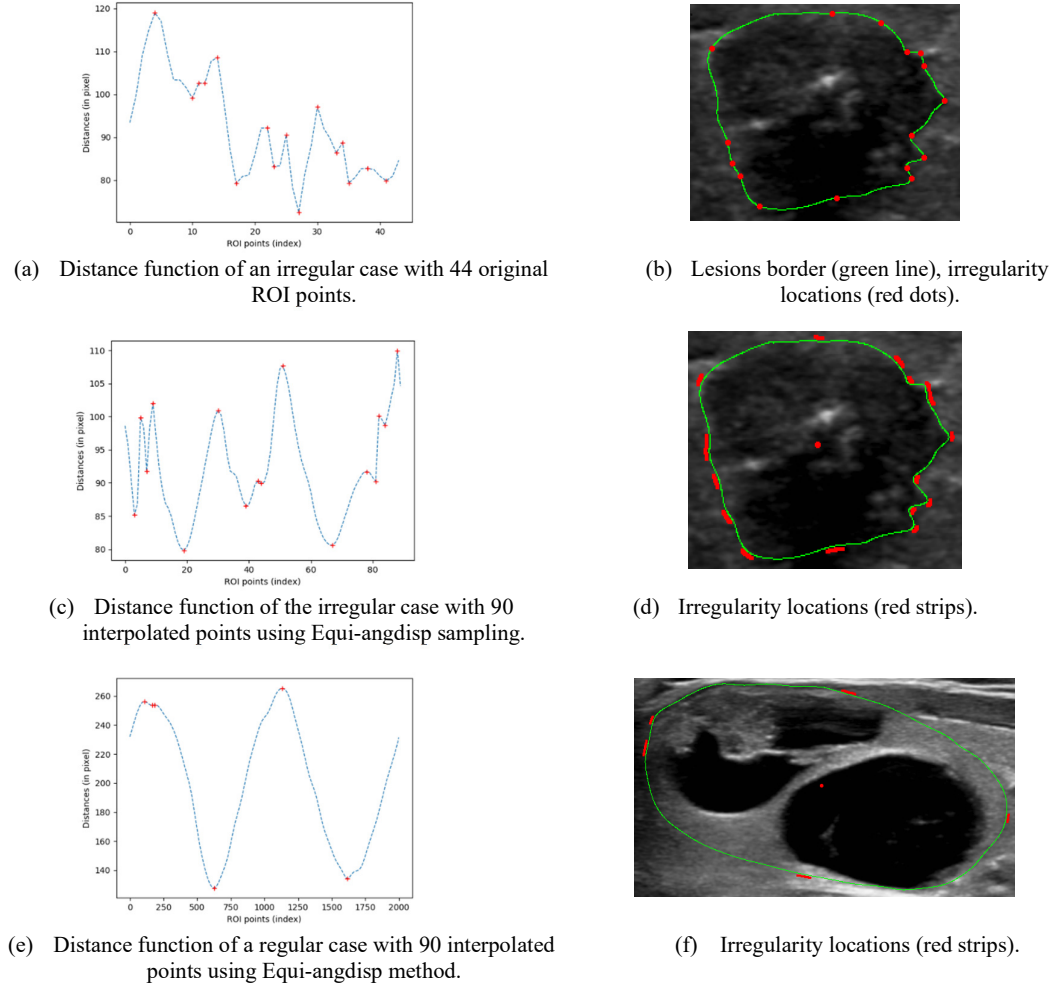 120
110
100
90
80
Distances (in pixel)
0 10 20 30 40
ROI points (index)
(a) Distance function of an irregular case with 44 original
ROI points.
(b) Lesions border (green line), irregularity
locations (red dots).
110
105
100
95
90
85
80
Distances (in pixel)
0 20 40 60 80
ROI points (index)
(c) Distance function of the irregular case with 90
interpolated points using Equi-angdisp sampling.
(d) Irregularity locations (red strips).
260
240
220
200
180
160
140
Distances (in pixel)
0 250 500 750 1000 1250 1500 1750 2000
ROI points (index)
(e) Distance function of a regular case with 90 interpolated
points using Equi-angdisp method.
(f) Irregularity locations (red strips).